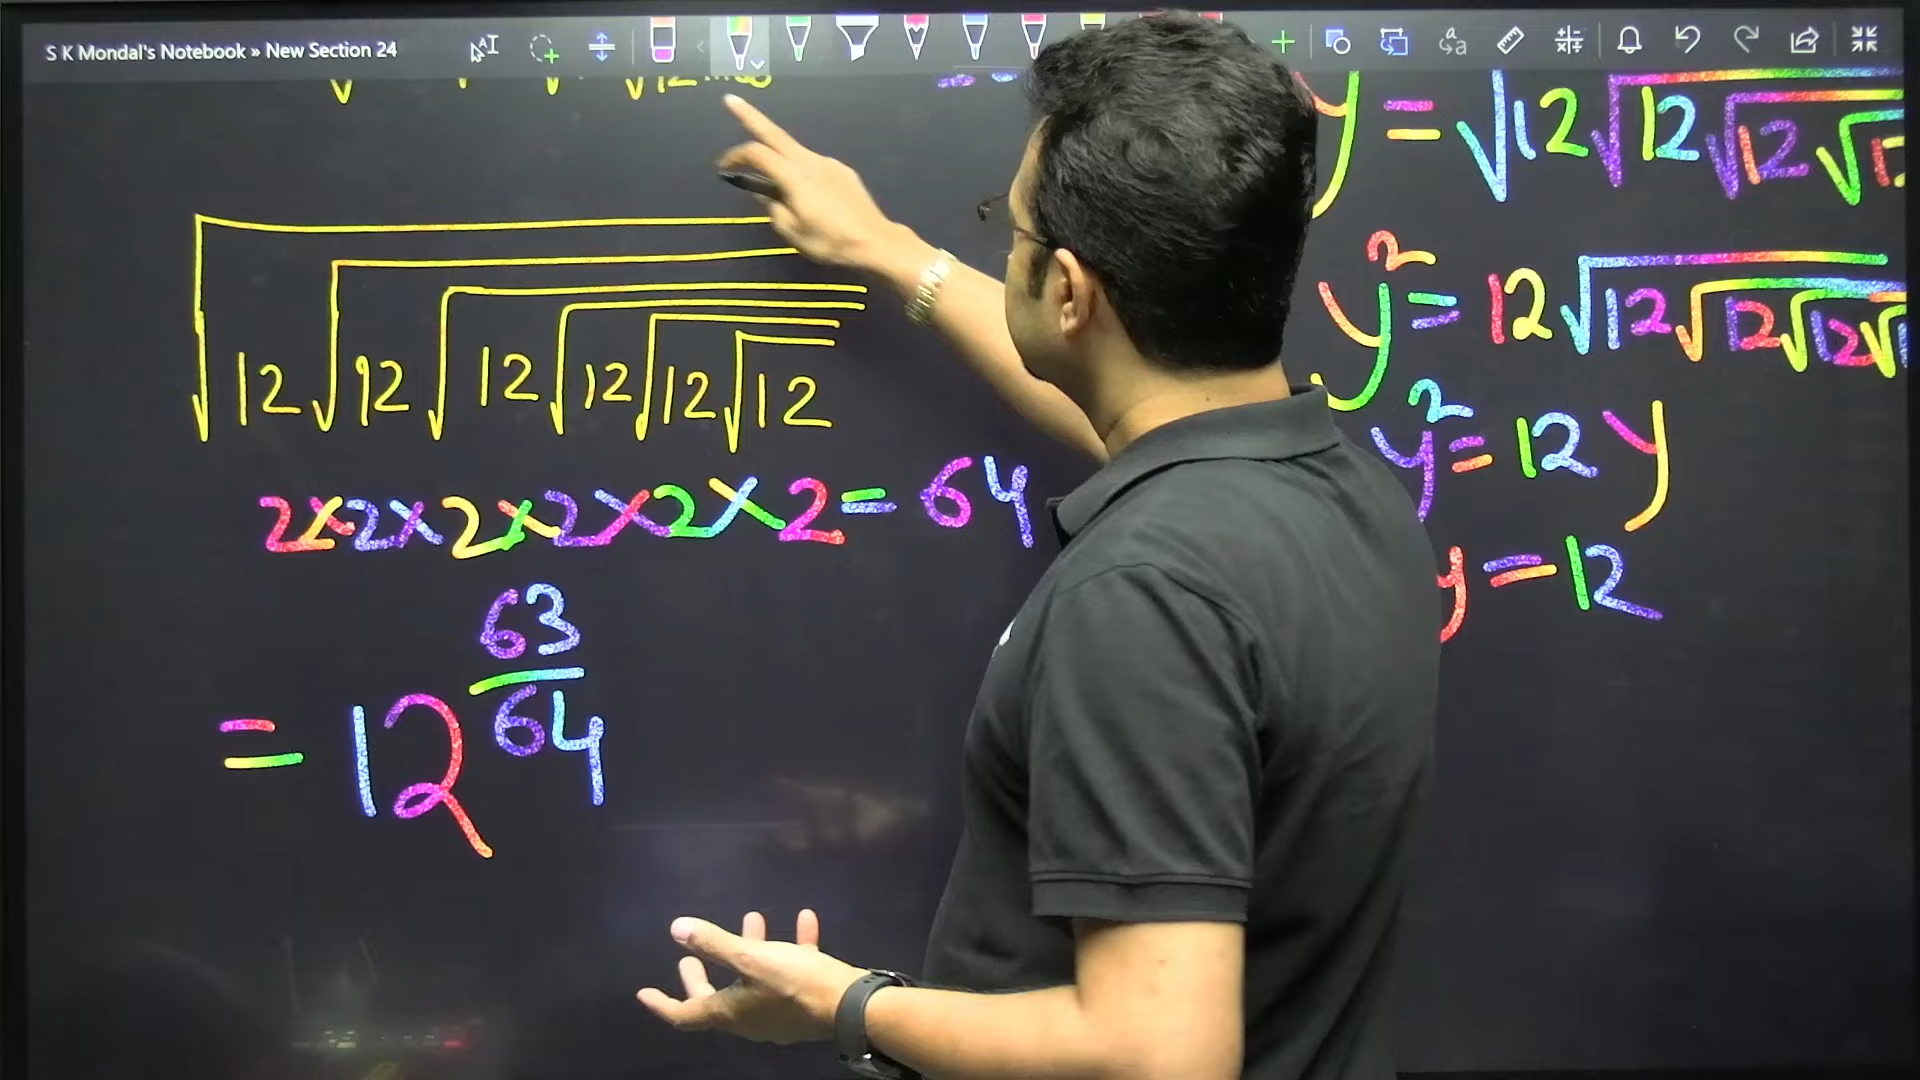 S K Mondal's Notebook » New Section 24
√12
√12√12√12√12√12√12
2×2×2×2×2×2=64
= 12^(63/64)
y = √12√12√12√
y² = 12√12√12√12√
y² = 12y
y = 12